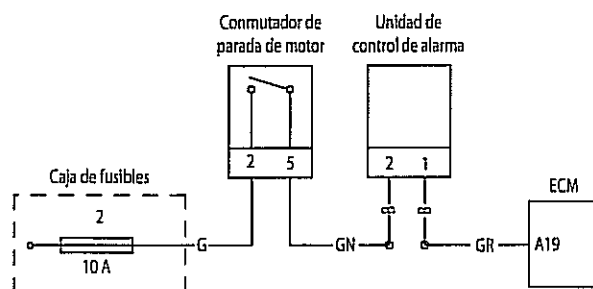 Conmutador de
parada de motor
Unidad de
control de alarma
2 5
2 1
Caja de fusibles
2
10 A
G
GN
B
B
GR
ECM
A19